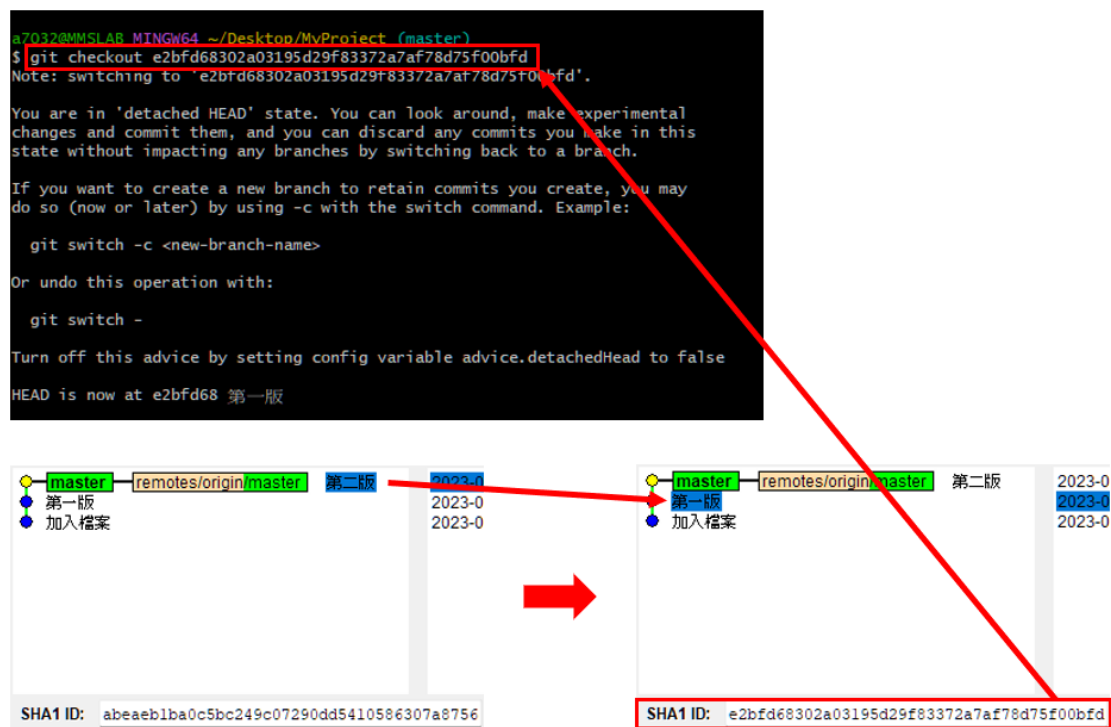 a7032@MMSLAB MINGW64 ~/Desktop/MyProject (master)
$ git checkout e2bfd68302a03195d29f83372a7af78d75f00bfd
Note: switching to 'e2bfd68302a03195d29f83372a7af78d75f00bfd'.
You are in 'detached HEAD' state. You can look around, make experimental
changes and commit them, and you can discard any commits you make in this
state without impacting any branches by switching back to a branch.
If you want to create a new branch to retain commits you create, you may
do so (now or later) by using -c with the switch command. Example:
git switch -c <new-branch-name>
Or undo this operation with:
git switch -
Turn off this advice by setting config variable advice.detachedHead to false
HEAD is now at e2bfd68 第一版
master remotes/origin/master 第二版 2023-0
第一版 2023-0
加入檔案 2023-0
SHA1 ID: abeaeb1ba0c5bc249c07290dd5410586307a8756
master remotes/origin/master 第二版 2023-0
第一版 2023-0
加入檔案 2023-0
SHA1 ID: e2bfd68302a03195d29f83372a7af78d75f00bfd